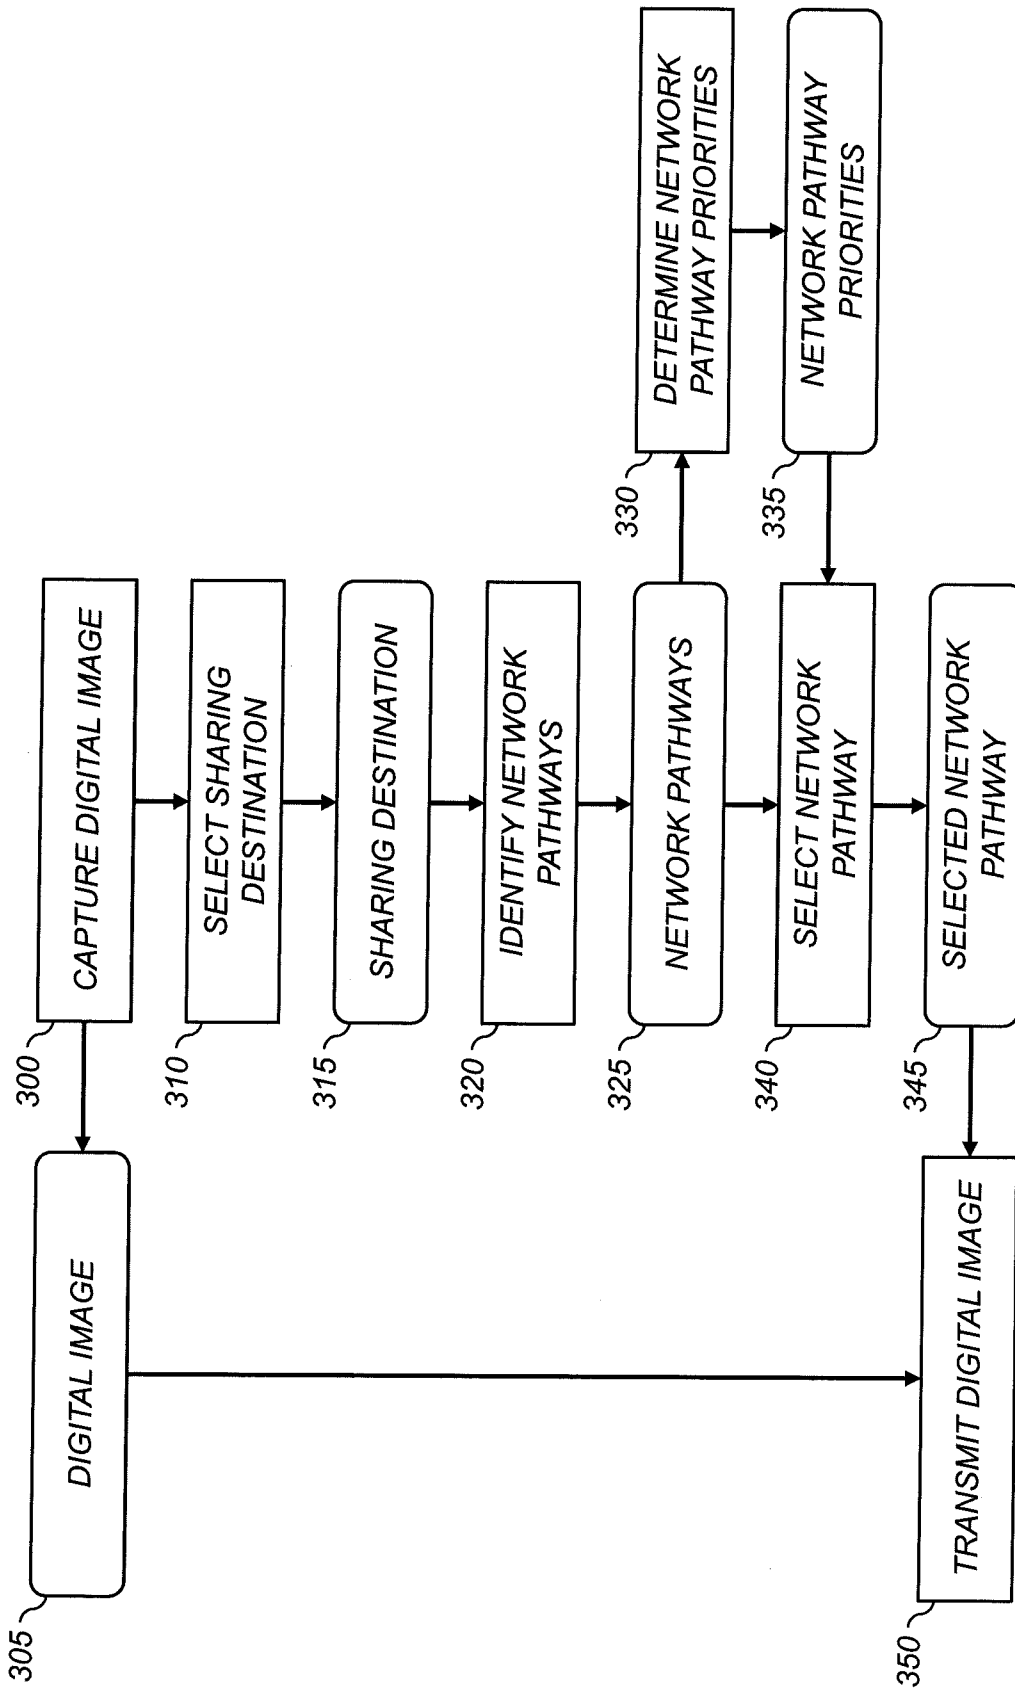 300
CAPTURE DIGITAL IMAGE
305
DIGITAL IMAGE
310
SELECT SHARING
DESTINATION
315
SHARING DESTINATION
320
IDENTIFY NETWORK
PATHWAYS
325
NETWORK PATHWAYS
330
DETERMINE NETWORK
PATHWAY PRIORITIES
335
NETWORK PATHWAY
PRIORITIES
340
SELECT NETWORK
PATHWAY
345
SELECTED NETWORK
PATHWAY
350
TRANSMIT DIGITAL IMAGE